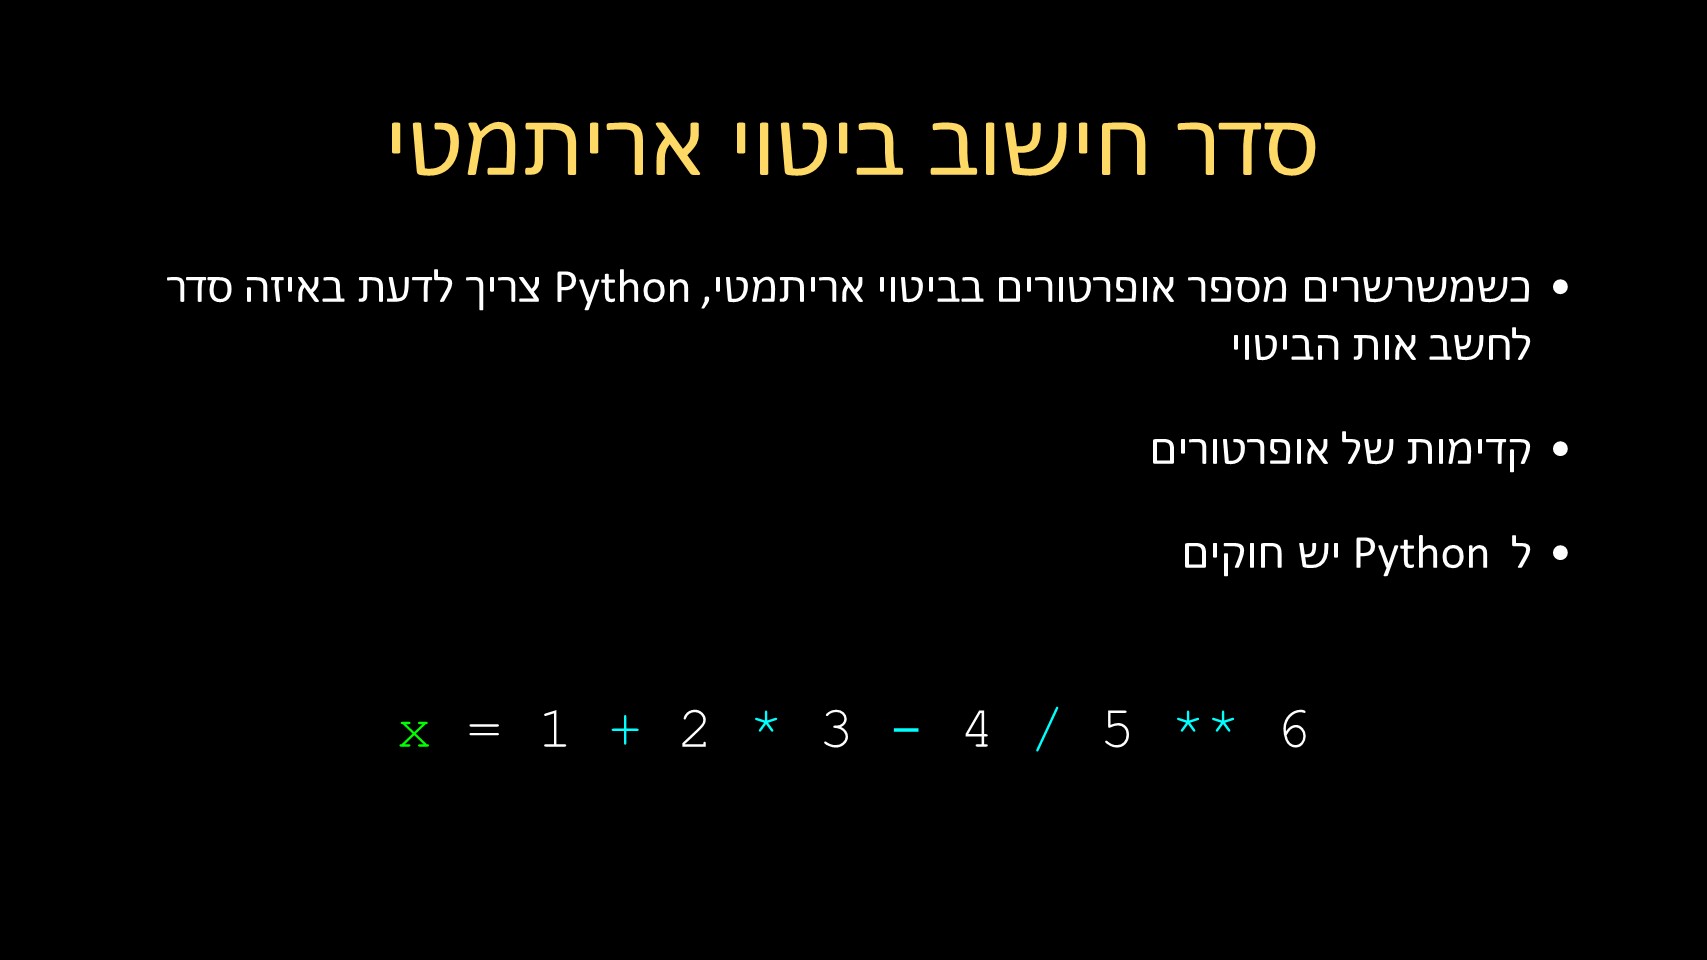 סדר חישוב ביטוי אריתמטי
• כשמשרשרים מספר אופרטורים בביטוי אריתמטי, Python צריך לדעת באיזה סדר
לחשב אות הביטוי
• קדימות של אופרטורים
• ל Python יש חוקים
x = 1 + 2 * 3 - 4 / 5 ** 6